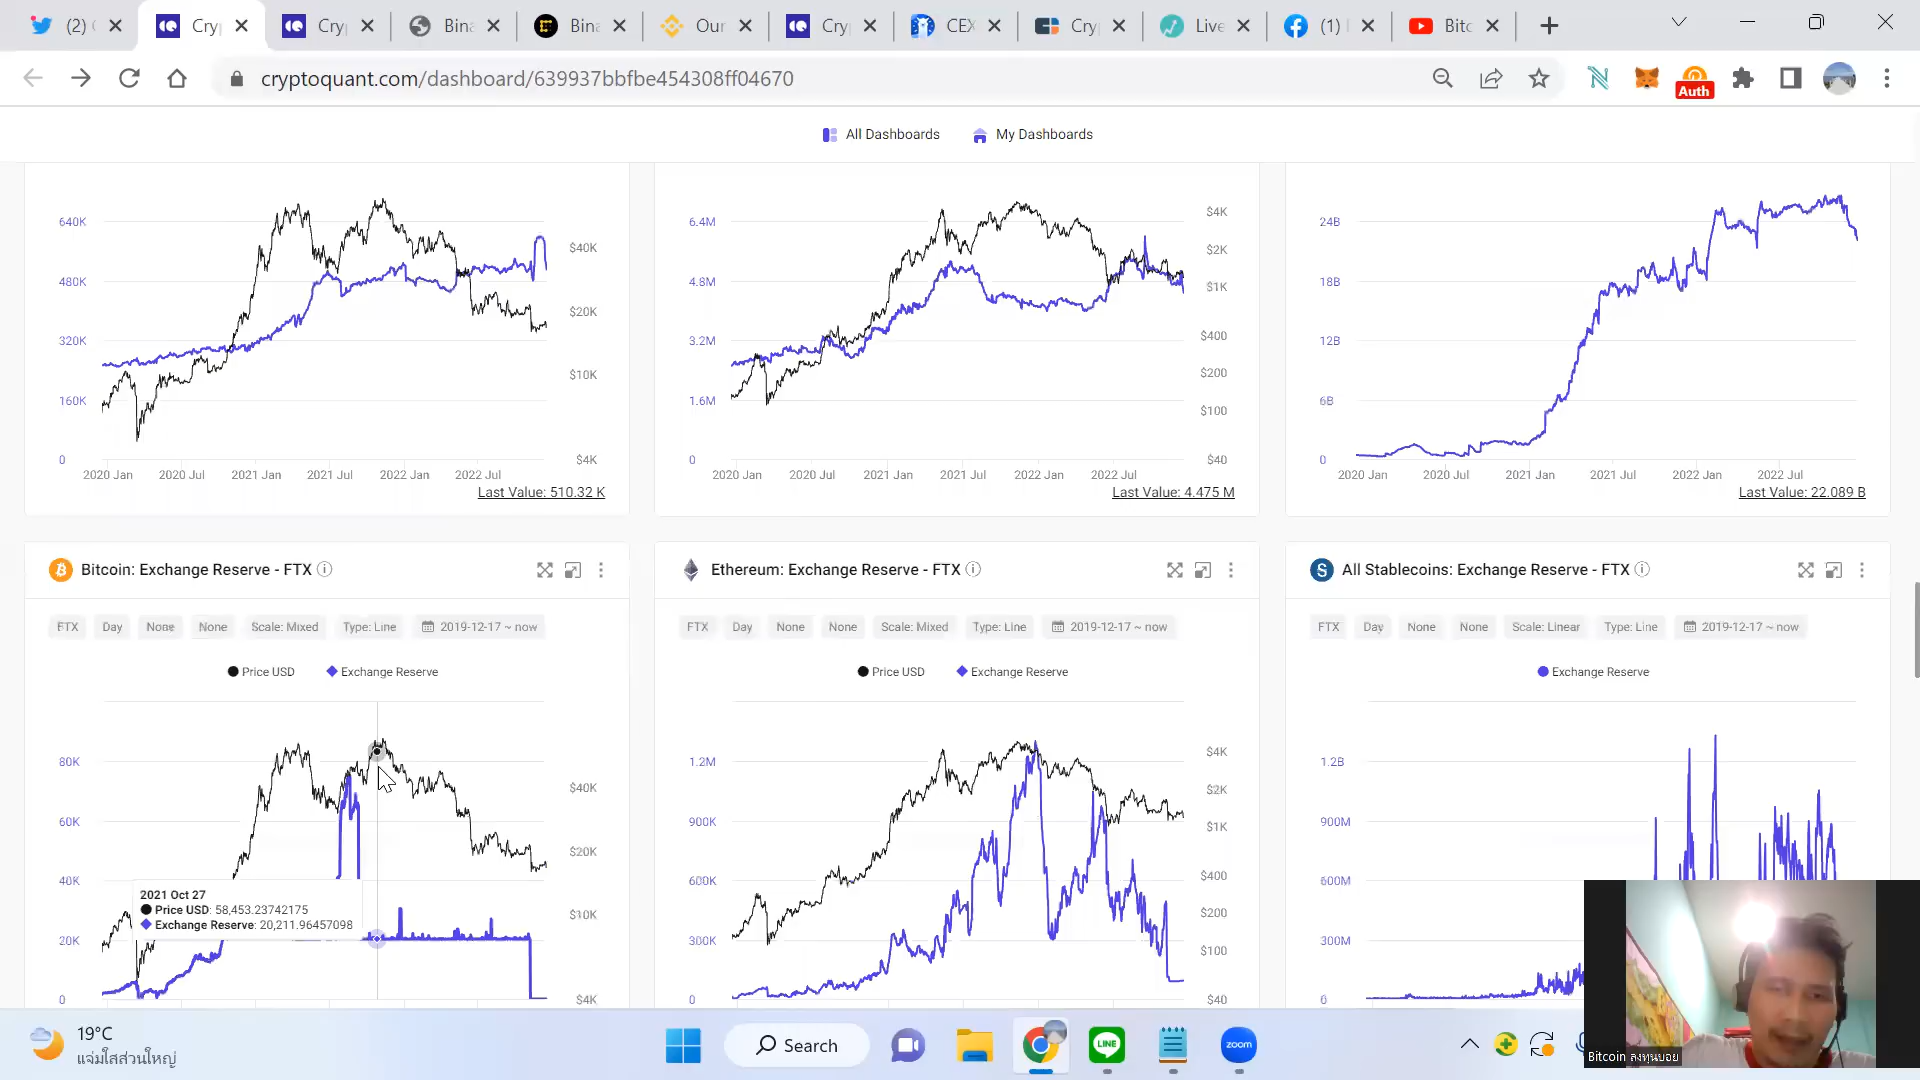 (2)
Cry
Cry
Bin
Bin
Our
Cry
CEX
Cry
Live
(1)
Bitc
cryptoquant.com/dashboard/639937bbfbe454308ff04670
Auth
All Dashboards
My Dashboards
640K
480K
320K
160K
0
$40K
$20K
$10K
$4K
2020 Jan 2020 Jul 2021 Jan 2021 Jul 2022 Jan 2022 Jul
Last Value: 510.32 K
6.4M
4.8M
3.2M
1.6M
0
$4K
$2K
$1K
$400
$200
$100
$40
2020 Jan 2020 Jul 2021 Jan 2021 Jul 2022 Jan 2022 Jul
Last Value: 4.475 M
24B
18B
12B
6B
0
2020 Jan 2020 Jul 2021 Jan 2021 Jul 2022 Jan 2022 Jul
Last Value: 22.089 B
Bitcoin: Exchange Reserve - FTX
FTX Day None None Scale: Mixed Type: Line 2019-12-17 ~ now
Price USD Exchange Reserve
80K
60K
40K
20K
0
$40K
$20K
$10K
$4K
2021 Oct 27
Price USD: 58,453.23742175
Exchange Reserve: 20,211.96457098
Ethereum: Exchange Reserve - FTX
FTX Day None None Scale: Mixed Type: Line 2019-12-17 ~ now
Price USD Exchange Reserve
1.2M
900K
600K
300K
0
$4K
$2K
$1K
$400
$200
$100
$40
All Stablecoins: Exchange Reserve - FTX
FTX Day None None Scale: Linear Type: Line 2019-12-17 ~ now
Exchange Reserve
1.2B
900M
600M
300M
0
Bitcoin ลงทุนบอย
19°C
แจ่มใสส่วนใหญ่
Search
LINE
zoom